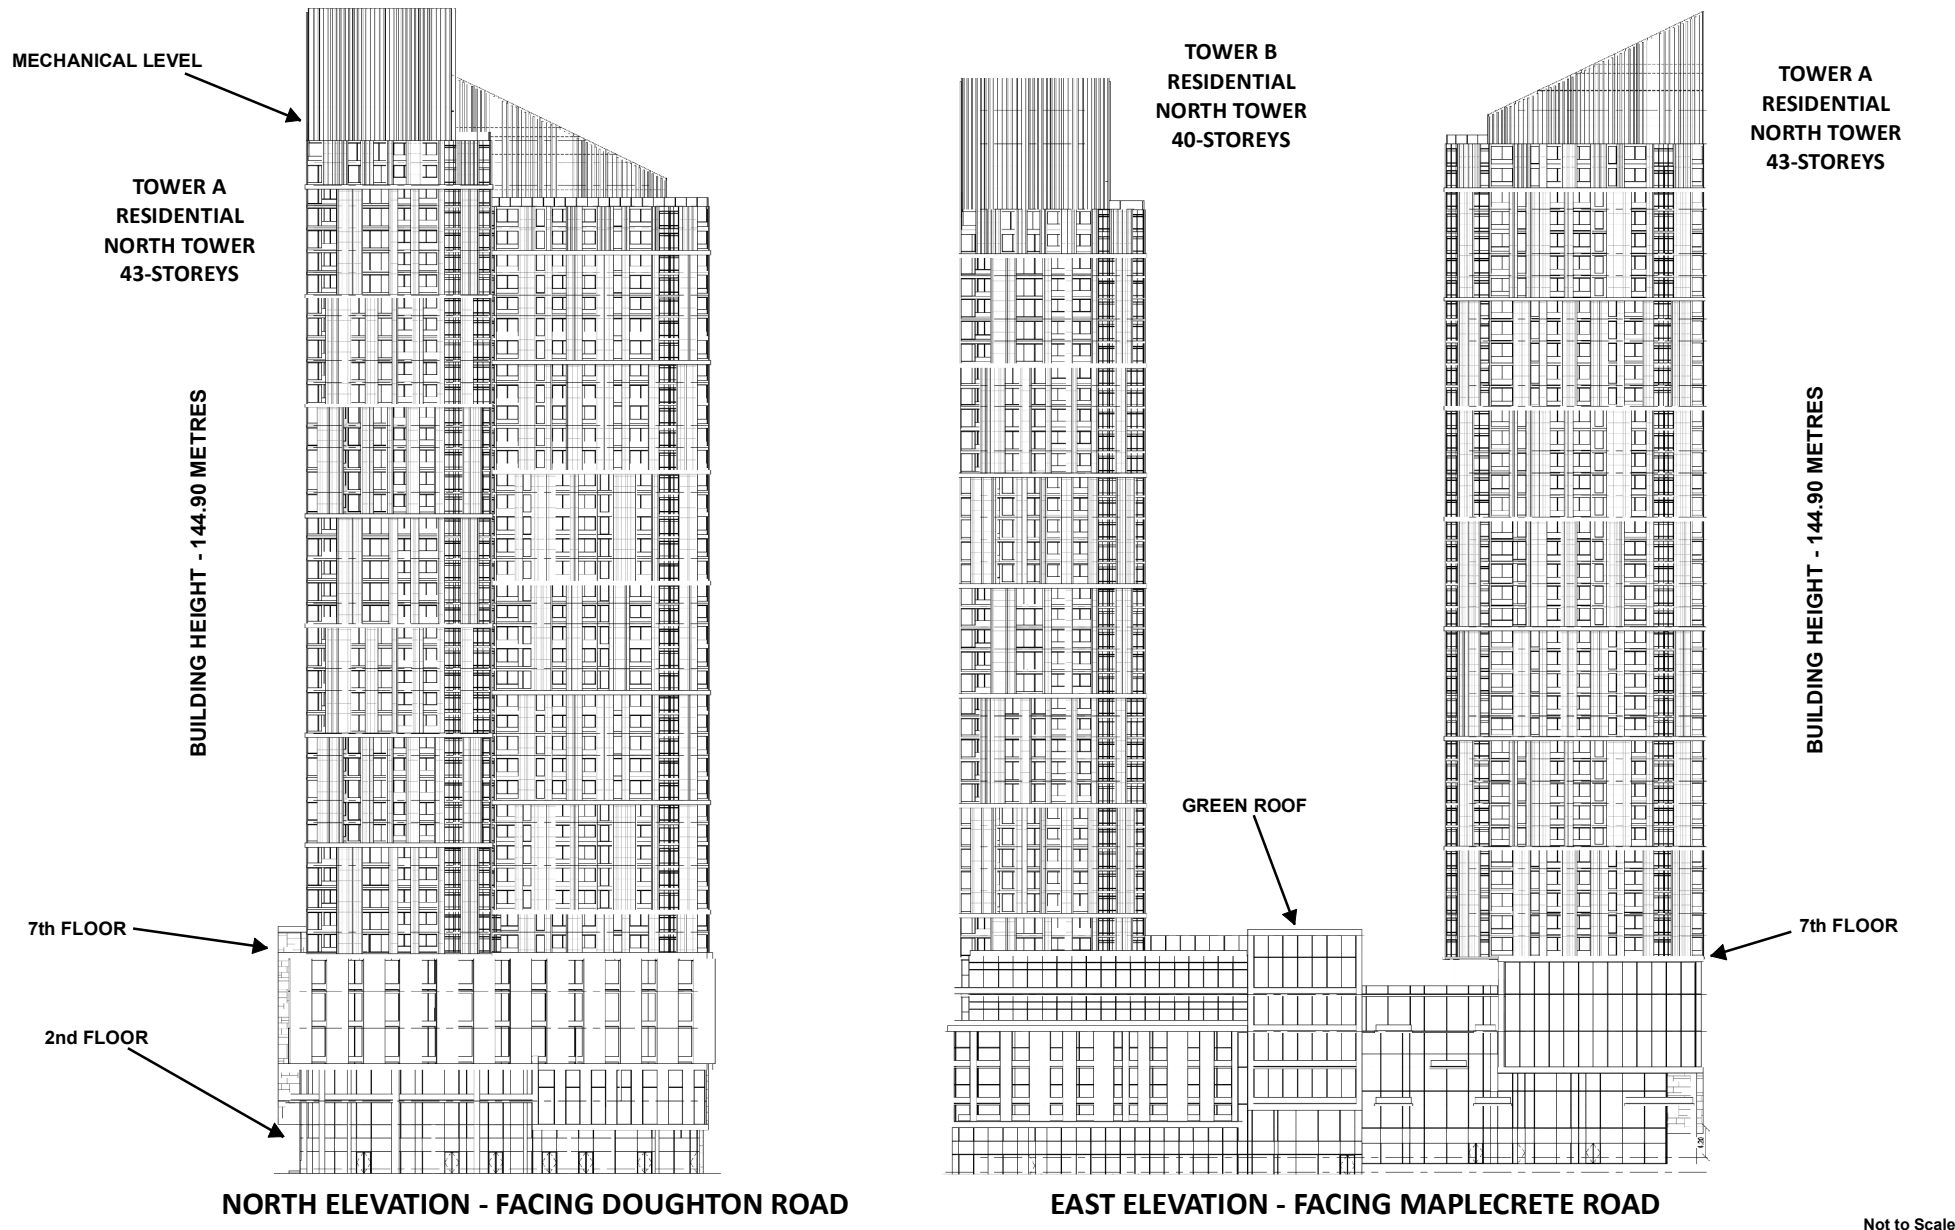 MECHANICAL LEVEL
TOWER A
RESIDENTIAL
NORTH TOWER
43-STOREYS
BUILDING HEIGHT - 144.90 METRES
7th FLOOR
2nd FLOOR
NORTH ELEVATION - FACING DOUGHTON ROAD
TOWER B
RESIDENTIAL
NORTH TOWER
40-STOREYS
TOWER A
RESIDENTIAL
NORTH TOWER
43-STOREYS
BUILDING HEIGHT - 144.90 METRES
GREEN ROOF
7th FLOOR
4.20
EAST ELEVATION - FACING MAPLECRETE ROAD
Not to Scale